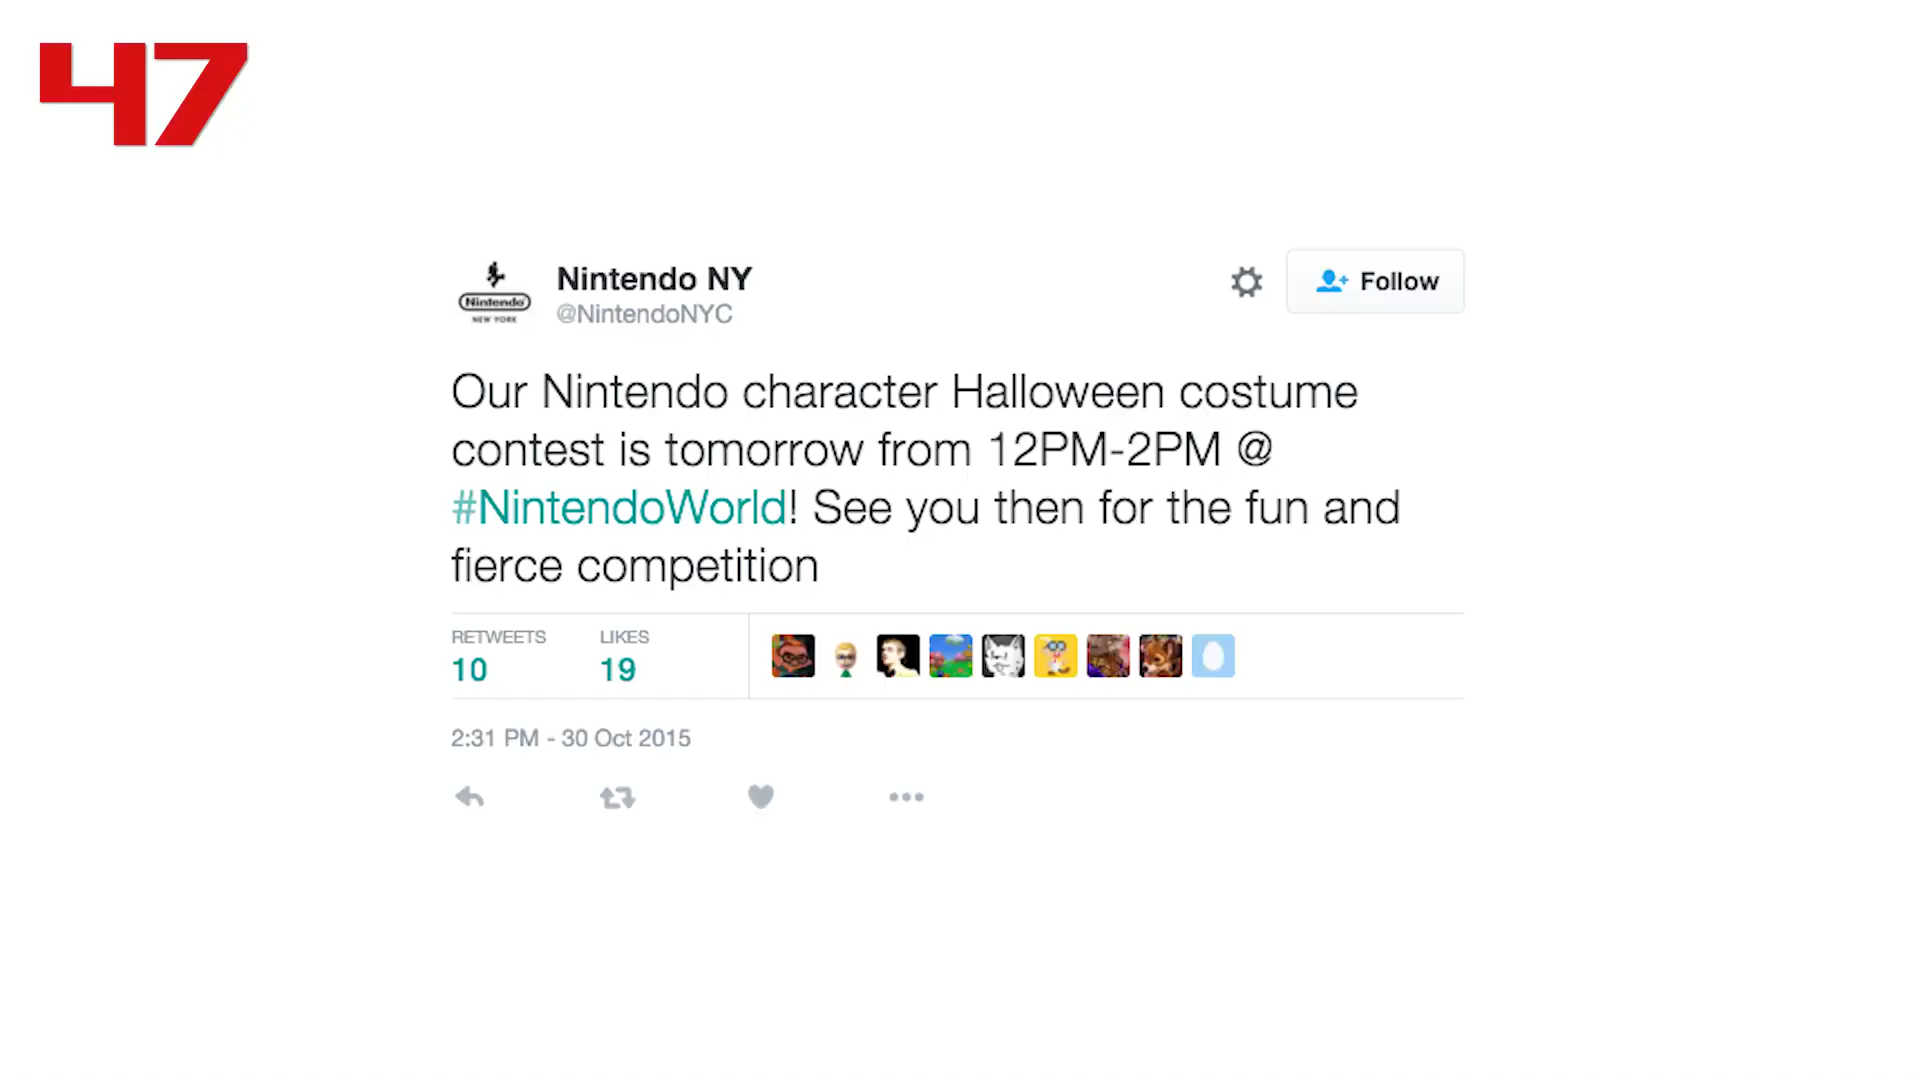 47
Nintendo
NEW YORK
Nintendo NY
@NintendoNYC
Follow
Our Nintendo character Halloween costume
contest is tomorrow from 12PM-2PM @
#NintendoWorld! See you then for the fun and
fierce competition
RETWEETS
10
LIKES
19
2:31 PM - 30 Oct 2015